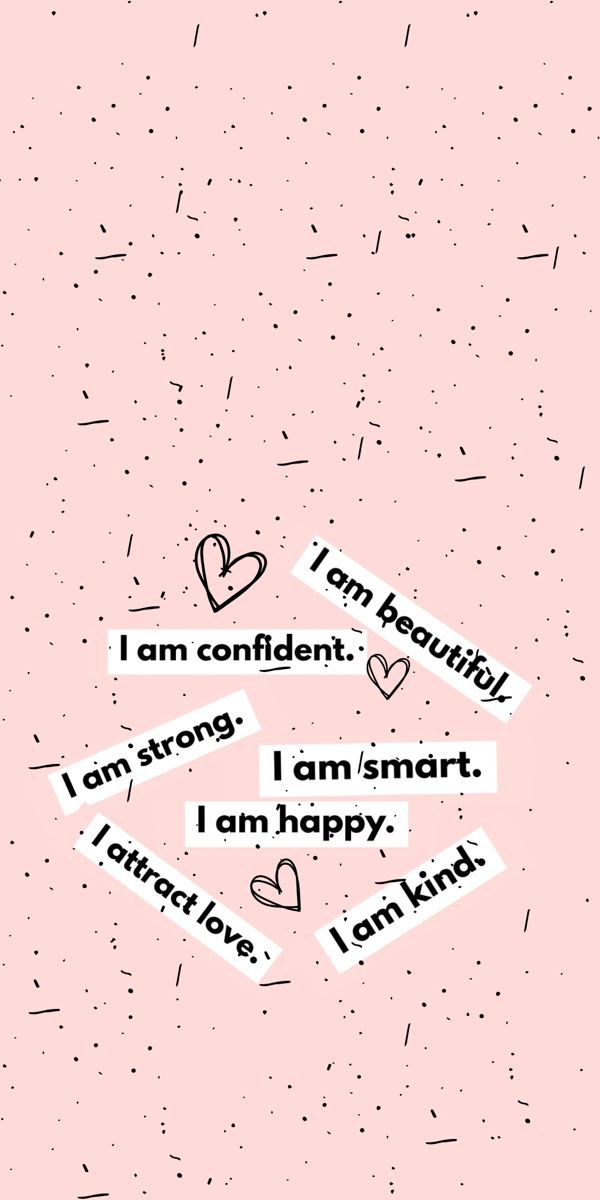 I am beautiful.
I am confident.
I am strong.
I am smart.
I am happy.
I attract love.
I am kind.